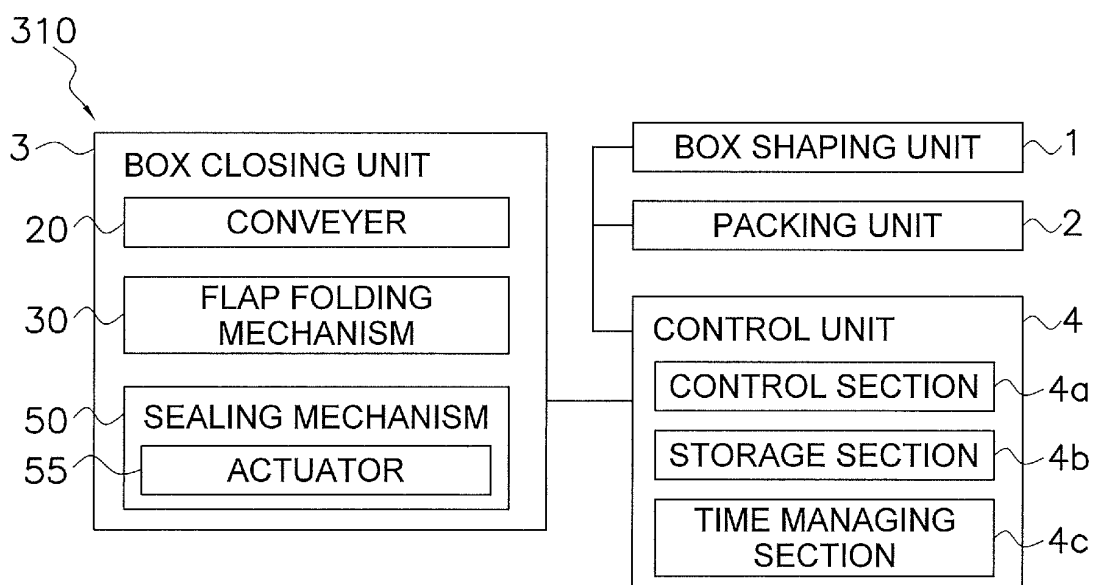 310
3
BOX CLOSING UNIT
20
CONVEYER
30
FLAP FOLDING
MECHANISM
50
SEALING MECHANISM
55
ACTUATOR
BOX SHAPING UNIT
1
PACKING UNIT
2
CONTROL UNIT
4
CONTROL SECTION
4a
STORAGE SECTION
4b
TIME MANAGING
SECTION
4c